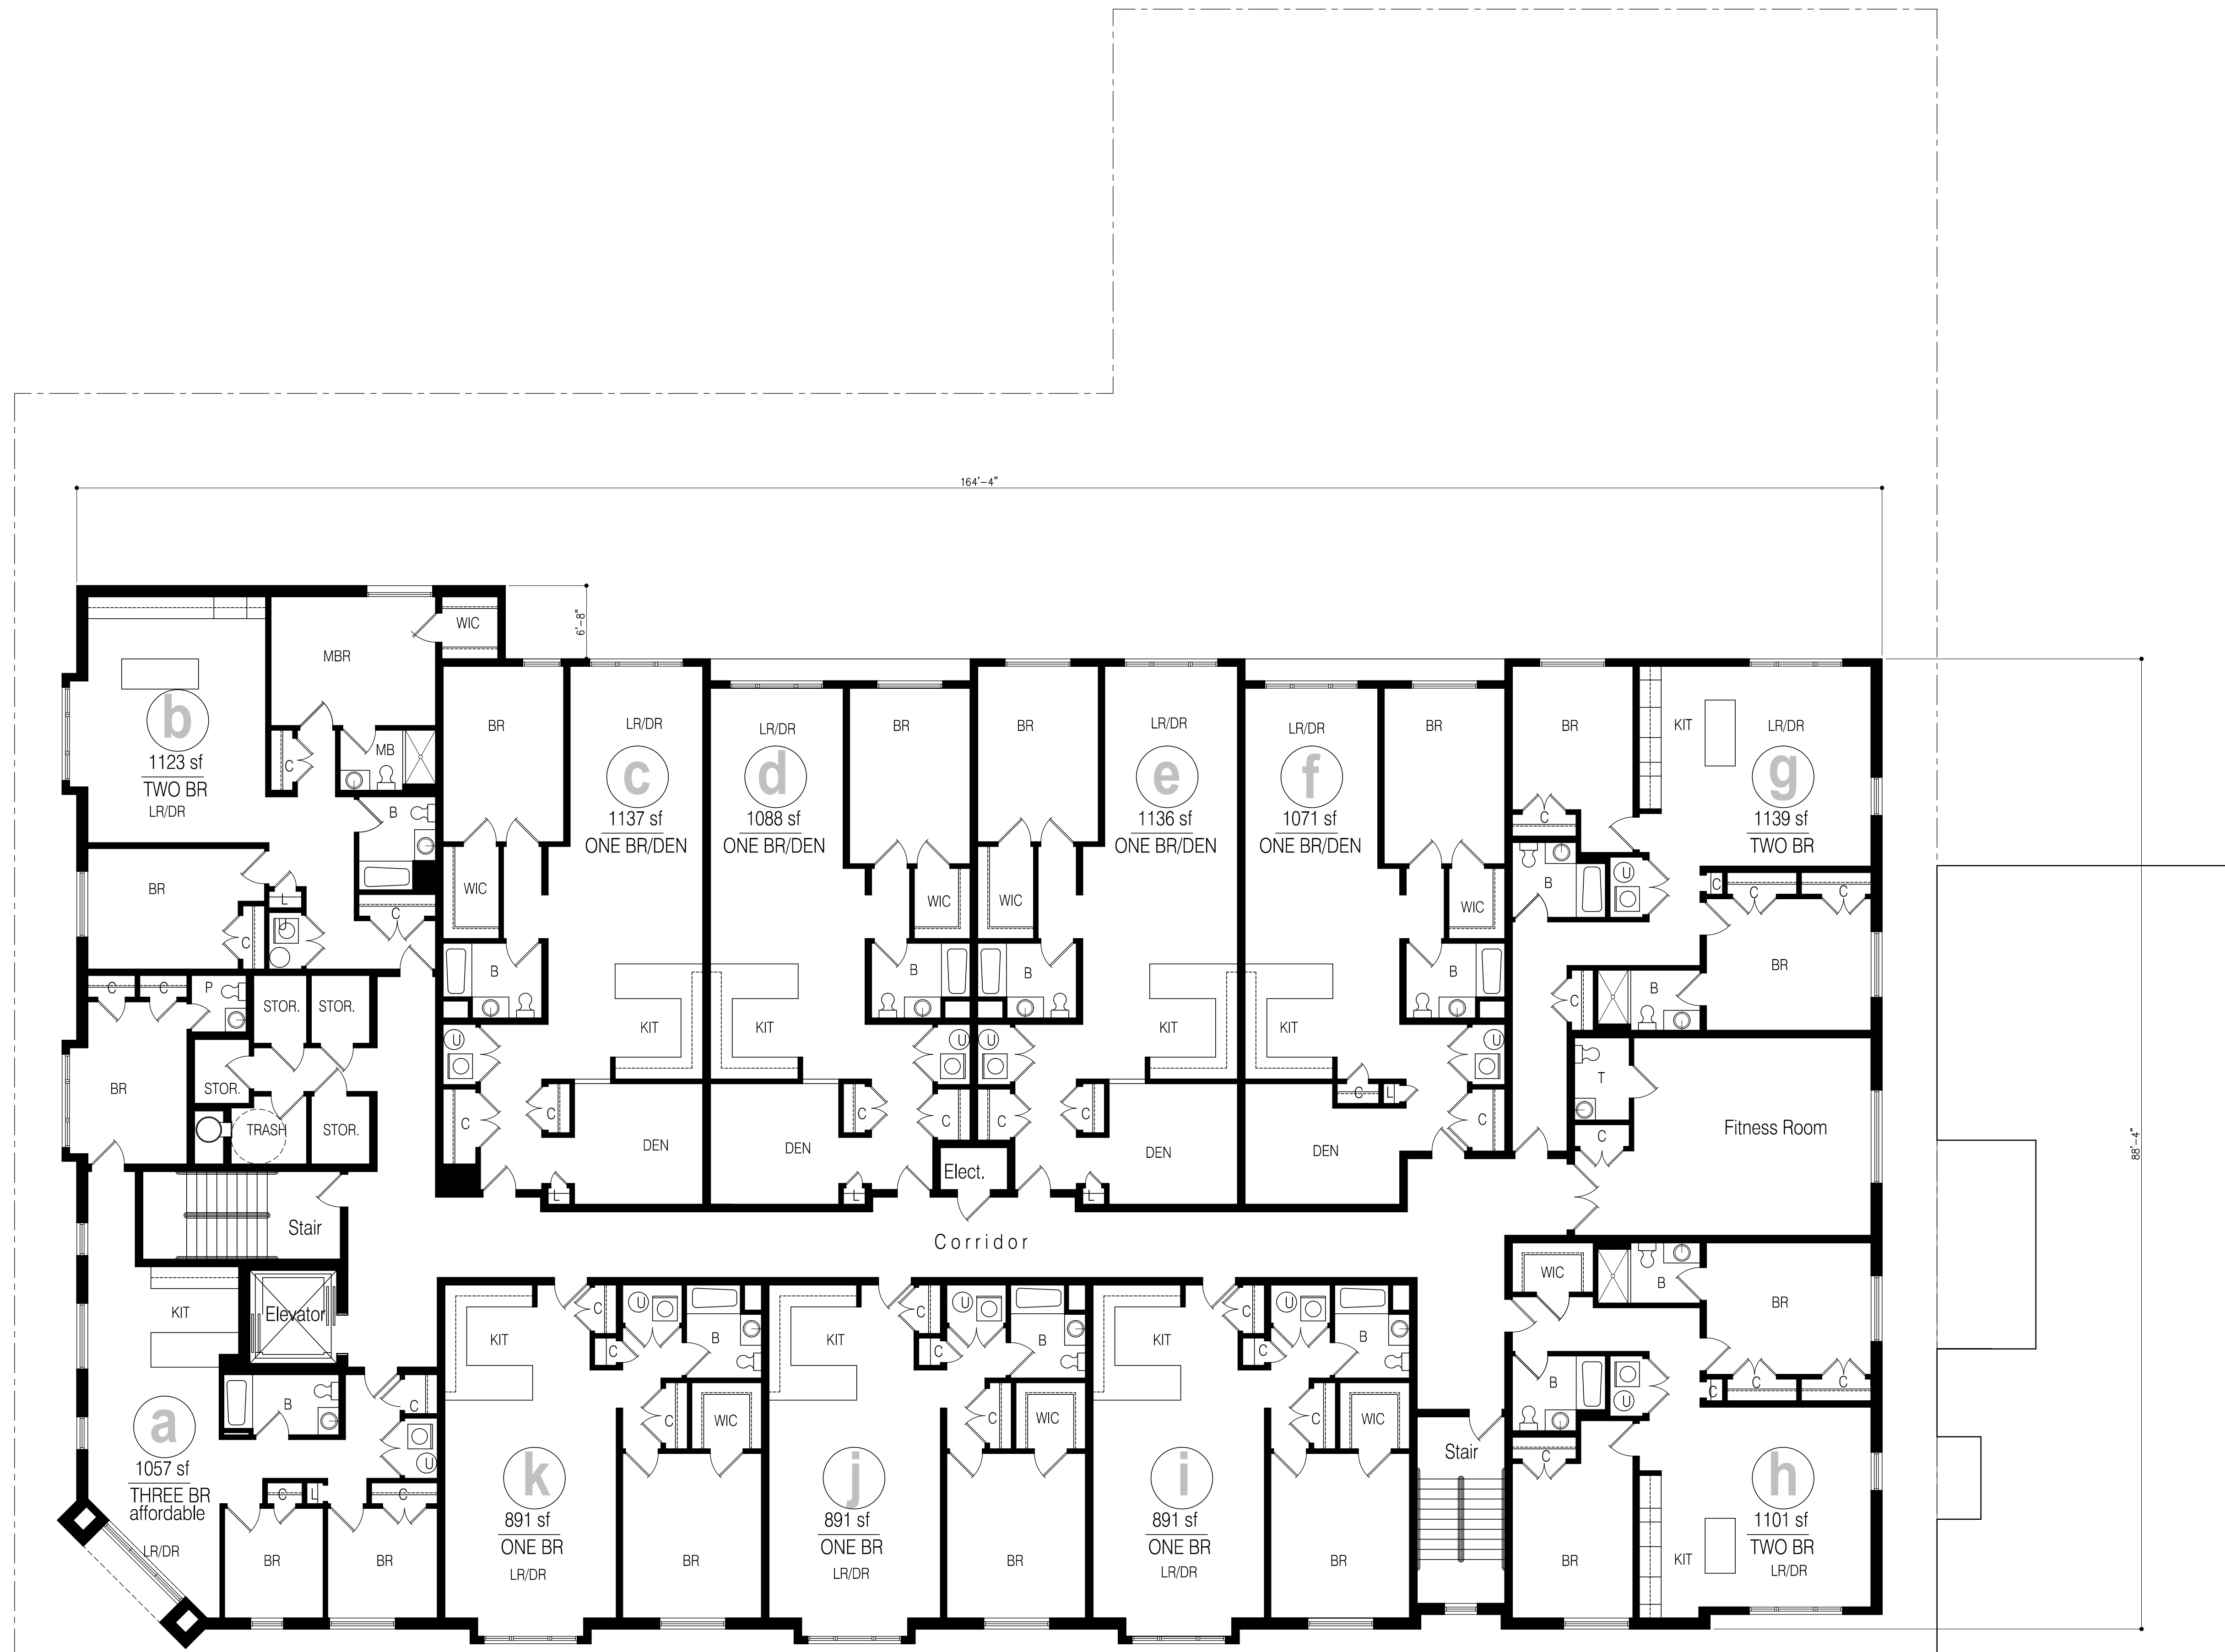 164'-4"
6'-8"
88'-4"
WIC
MBR
b
1123 sf
TWO BR
LR/DR
C
MB
B
BR
L
U
C
C
C
C
P
STOR.
STOR.
STOR.
STOR.
TRASH
BR
Stair
KIT
Elevator
B
C
U
a
1057 sf
THREE BR
affordable
LR/DR
C
L
C
BR
BR
BR
LR/DR
c
1137 sf
ONE BR/DEN
WIC
B
KIT
U
C
C
DEN
L
LR/DR
BR
d
1088 sf
ONE BR/DEN
WIC
B
KIT
U
C
C
DEN
L
Elect.
BR
LR/DR
e
1136 sf
ONE BR/DEN
WIC
B
KIT
U
C
C
DEN
L
LR/DR
BR
f
1071 sf
ONE BR/DEN
WIC
B
KIT
U
C
L
C
DEN
BR
KIT
LR/DR
g
1139 sf
TWO BR
C
B
U
C
C
C
BR
C
B
T
C
Fitness Room
Corridor
KIT
C
U
C
B
C
WIC
k
891 sf
ONE BR
LR/DR
BR
KIT
C
U
C
B
C
WIC
j
891 sf
ONE BR
LR/DR
BR
KIT
C
U
C
B
C
WIC
i
891 sf
ONE BR
LR/DR
BR
Stair
WIC
B
BR
B
U
C
C
C
C
h
1101 sf
TWO BR
LR/DR
KIT
BR